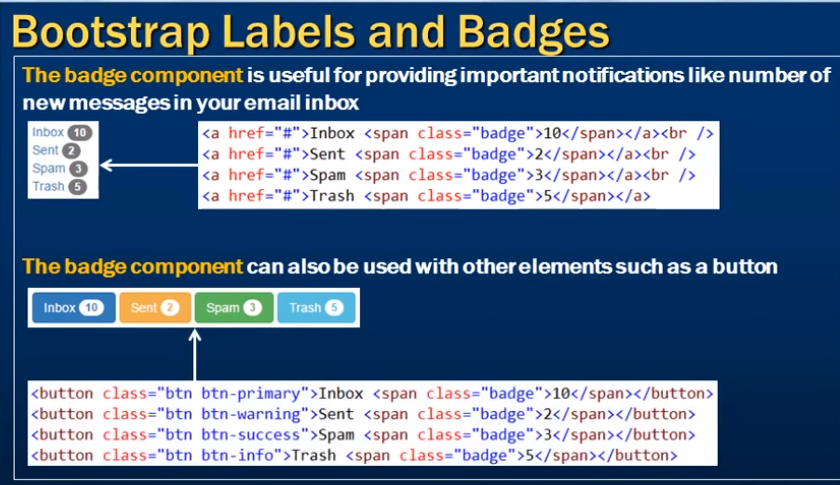 Bootstrap Labels and Badges
The badge component is useful for providing important notifications like number of
new messages in your email inbox
Inbox 10
Sent 2
Spam 3
Trash 5
<a href="#">Inbox <span class="badge">10</span></a><br />
<a href="#">Sent <span class="badge">2</span></a><br />
<a href="#">Spam <span class="badge">3</span></a><br />
<a href="#">Trash <span class="badge">5</span></a>
The badge component can also be used with other elements such as a button
Inbox 10 Sent 2 Spam 3 Trash 5
<button class="btn btn-primary">Inbox <span class="badge">10</span></button>
<button class="btn btn-warning">Sent <span class="badge">2</span></button>
<button class="btn btn-success">Spam <span class="badge">3</span></button>
<button class="btn btn-info">Trash <span class="badge">5</span></button>